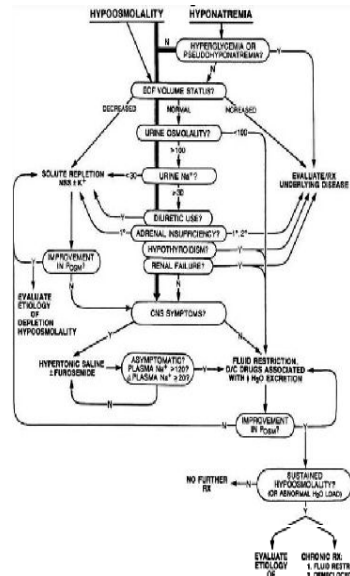 HYPOOSMOLALITY
HYPONATREMIA
N
HYPERGLYCEMIA OR
PSEUDOHYPONATREMIA?
Y
N
ECF VOLUME STATUS?
DECREASED
NORMAL
INCREASED
URINE OSMOLALITY?
<100
>100
SOLUTE REPLETION
NSS ± K⁺
<30
URINE Na⁺?
EVALUATE/RX
UNDERLYING DISEASE
>30
DIURETIC USE?
Y
1°
ADRENAL INSUFFICIENCY?
1°,2°
HYPOTHYROIDISM?
Y
RENAL FAILURE?
Y
IMPROVEMENT
IN POSM?
Y
N
N
EVALUATE
ETIOLOGY
OF
DEPLETION
HYPOOSMOLALITY
CNS SYMPTOMS?
Y
N
HYPERTONIC SALINE
±FUROSEMIDE
ASYMPTOMATIC?
PLASMA Na⁺ >120?
PLASMA Na⁺ ≥20?
Y
FLUID RESTRICTION,
D/C DRUGS ASSOCIATED
WITH ↓ H₂O EXCRETION
N
N
IMPROVEMENT
IN POSM?
Y
NO FURTHER
RX
N
SUSTAINED
HYPOOSMOLALITY?
(OR ABNORMAL H₂O LOAD)
Y
EVALUATE
ETIOLOGY
OF
CHRONIC RX:
1. FLUID RESTRI